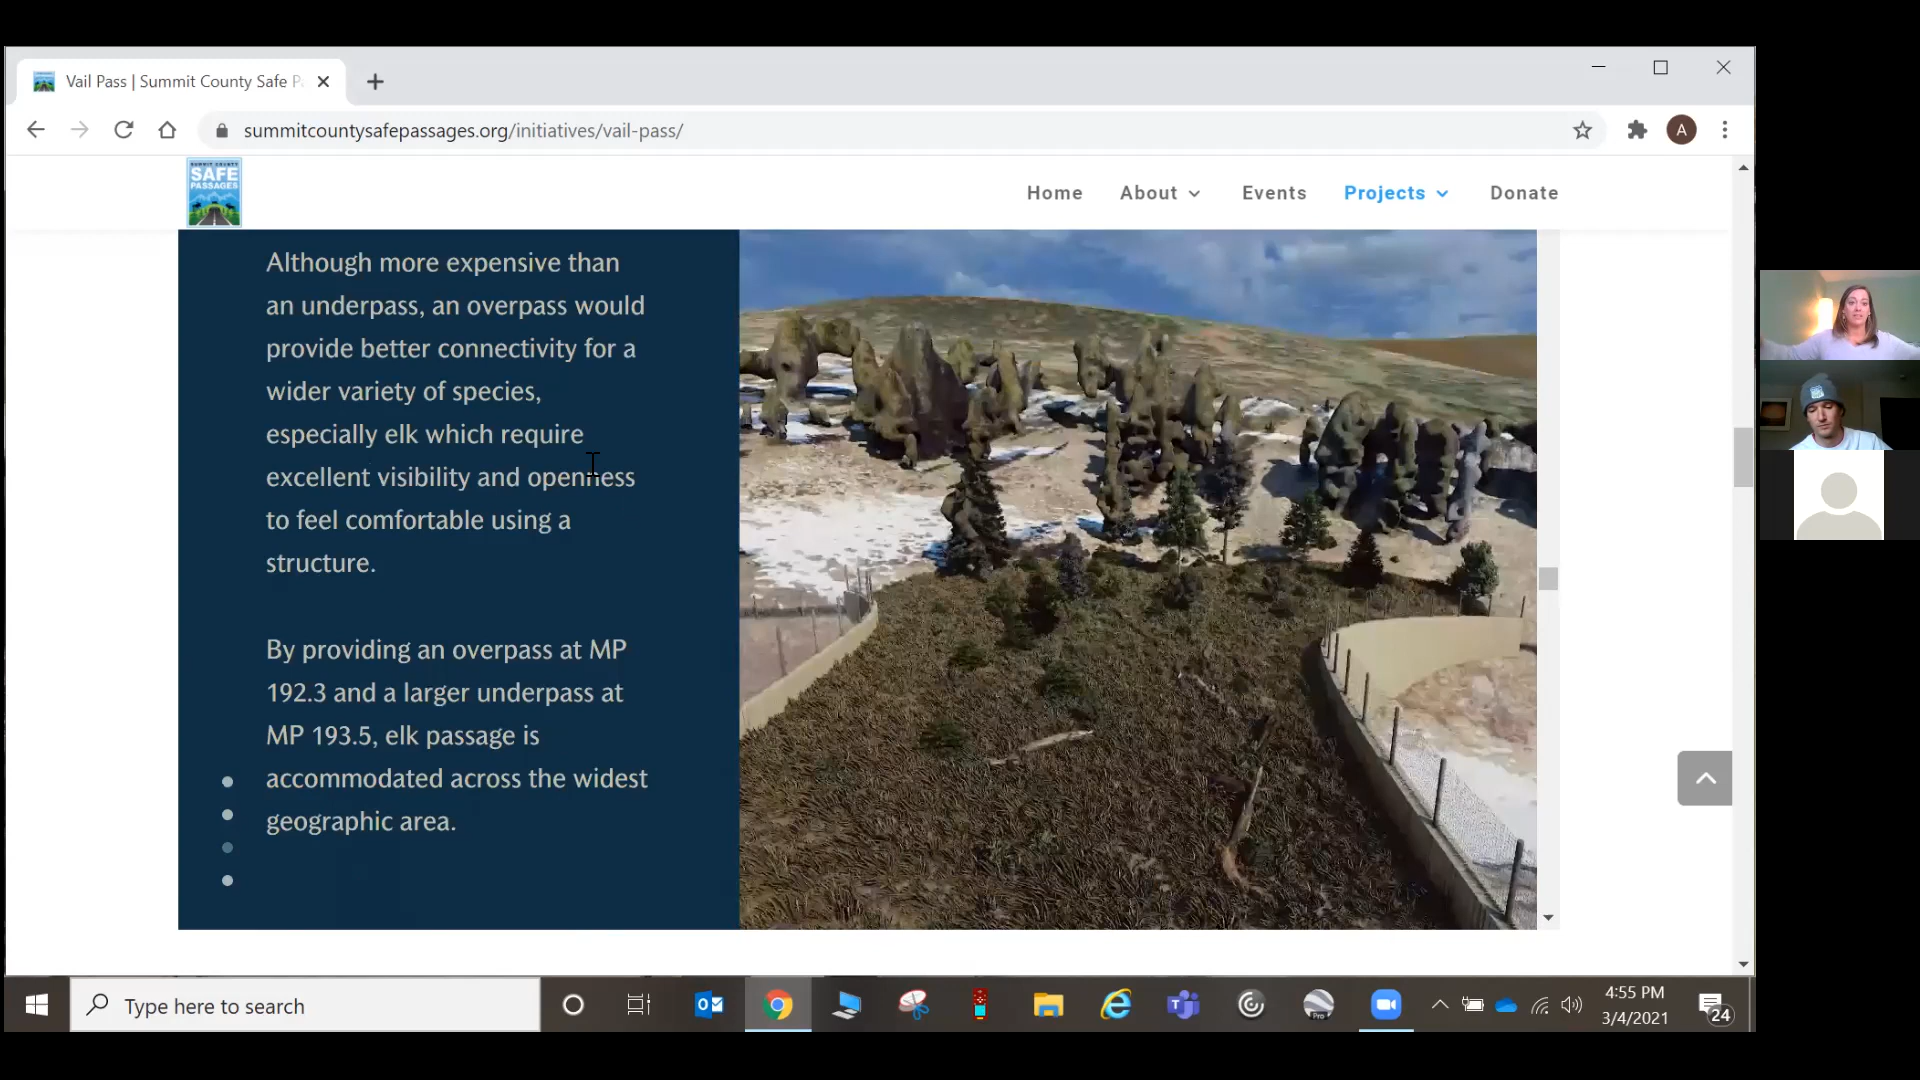 Vail Pass | Summit County Safe P
summitcountysafepassages.org/initiatives/vail-pass/
A
SUMMIT COUNTY
SAFE
PASSAGES
Home
About
Events
Projects
Donate
Although more expensive than
an underpass, an overpass would
provide better connectivity for a
wider variety of species,
especially elk which require
excellent visibility and openness
to feel comfortable using a
structure.
By providing an overpass at MP
192.3 and a larger underpass at
MP 193.5, elk passage is
accommodated across the widest
geographic area.
Type here to search
Pro
4:55 PM
3/4/2021
24